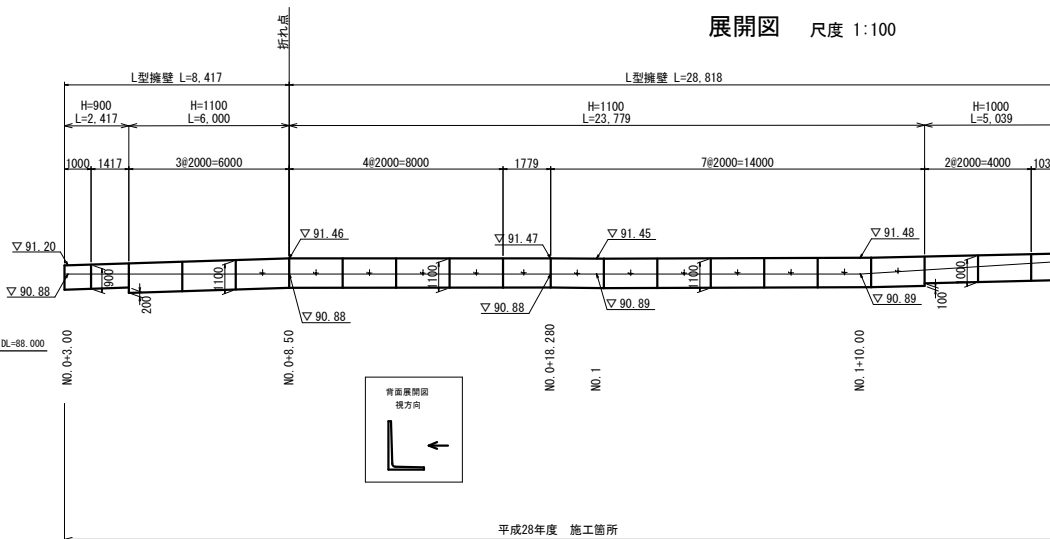 展開図 尺度 1:100
折れ点
L型擁壁 L=8,417
L型擁壁 L=28,818
H=900
L=2,417
H=1100
L=6,000
H=1100
L=23,779
H=1000
L=5,039
1000
1417
3@2000=6000
4@2000=8000
1779
7@2000=14000
2@2000=4000
103
▽91.20
▽91.46
▽91.47
▽91.45
▽91.48
900
200
1100
1100
1100
1000
100
▽90.88
▽90.88
▽90.88
▽90.89
▽90.89
DL=88.000
NO.0+3.00
NO.0+8.50
NO.0+18.280
NO.1
NO.1+10.00
背面展開図
視方向
平成28年度 施工箇所